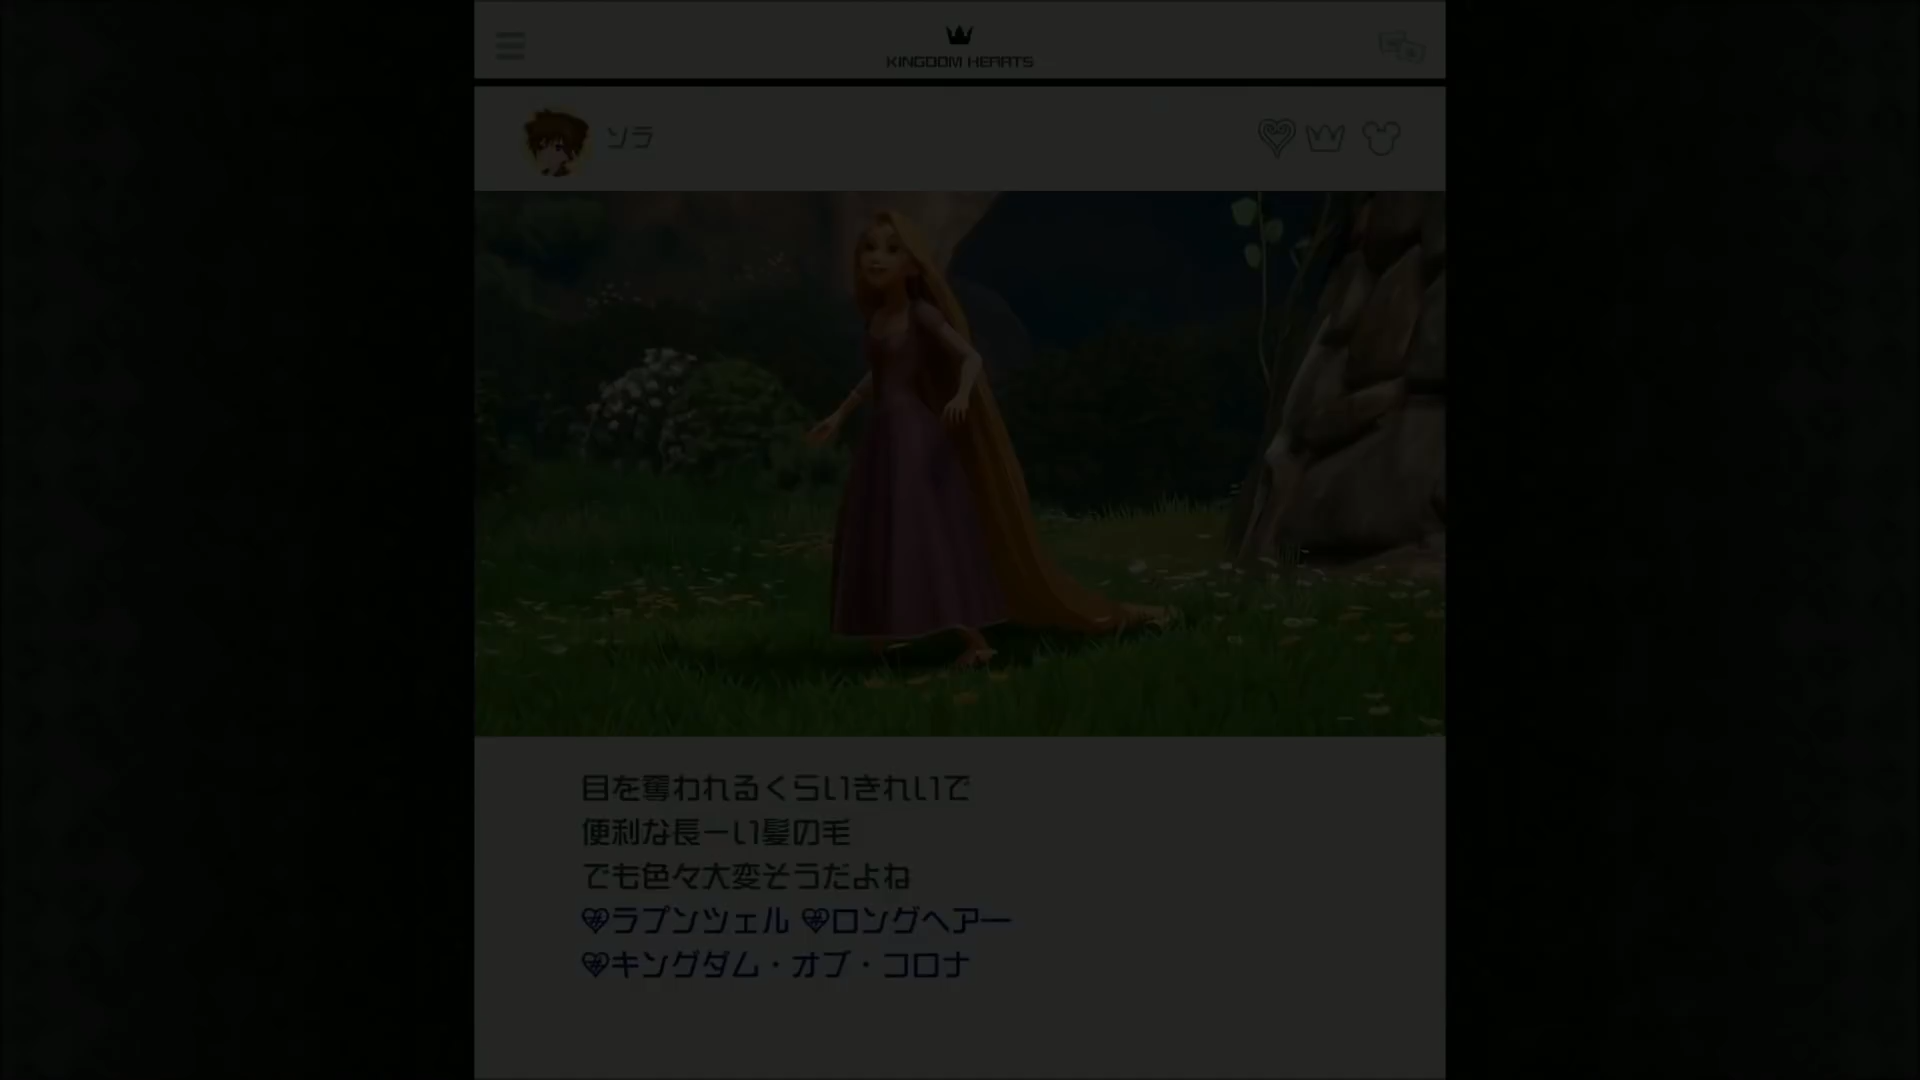 KINGDOM HEARTS
ソラ
目を奪われるくらいきれいで
便利な長ーい髪の毛
でも色々大変そうだよね
#ラプンツェル #ロングヘアー
#キングダム・オブ・コロナ